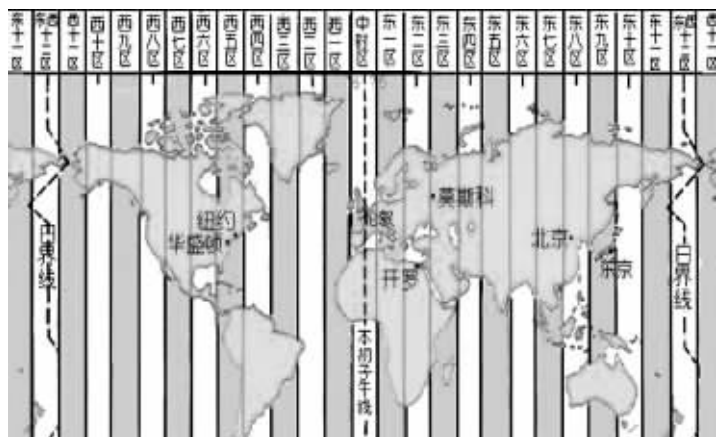 东十一区
东西十二区
西十一区
西十区
西九区
西八区
西七区
西六区
西五区
西四区
西三区
西二区
西一区
中时区
东一区
东二区
东三区
东四区
东五区
东六区
东七区
东八区
东九区
东十区
东十一区
东西十二区
西十一区
莫斯科
纽约
伦敦
华盛顿
北京
开罗
东京
日界线
日界线
本初子午线